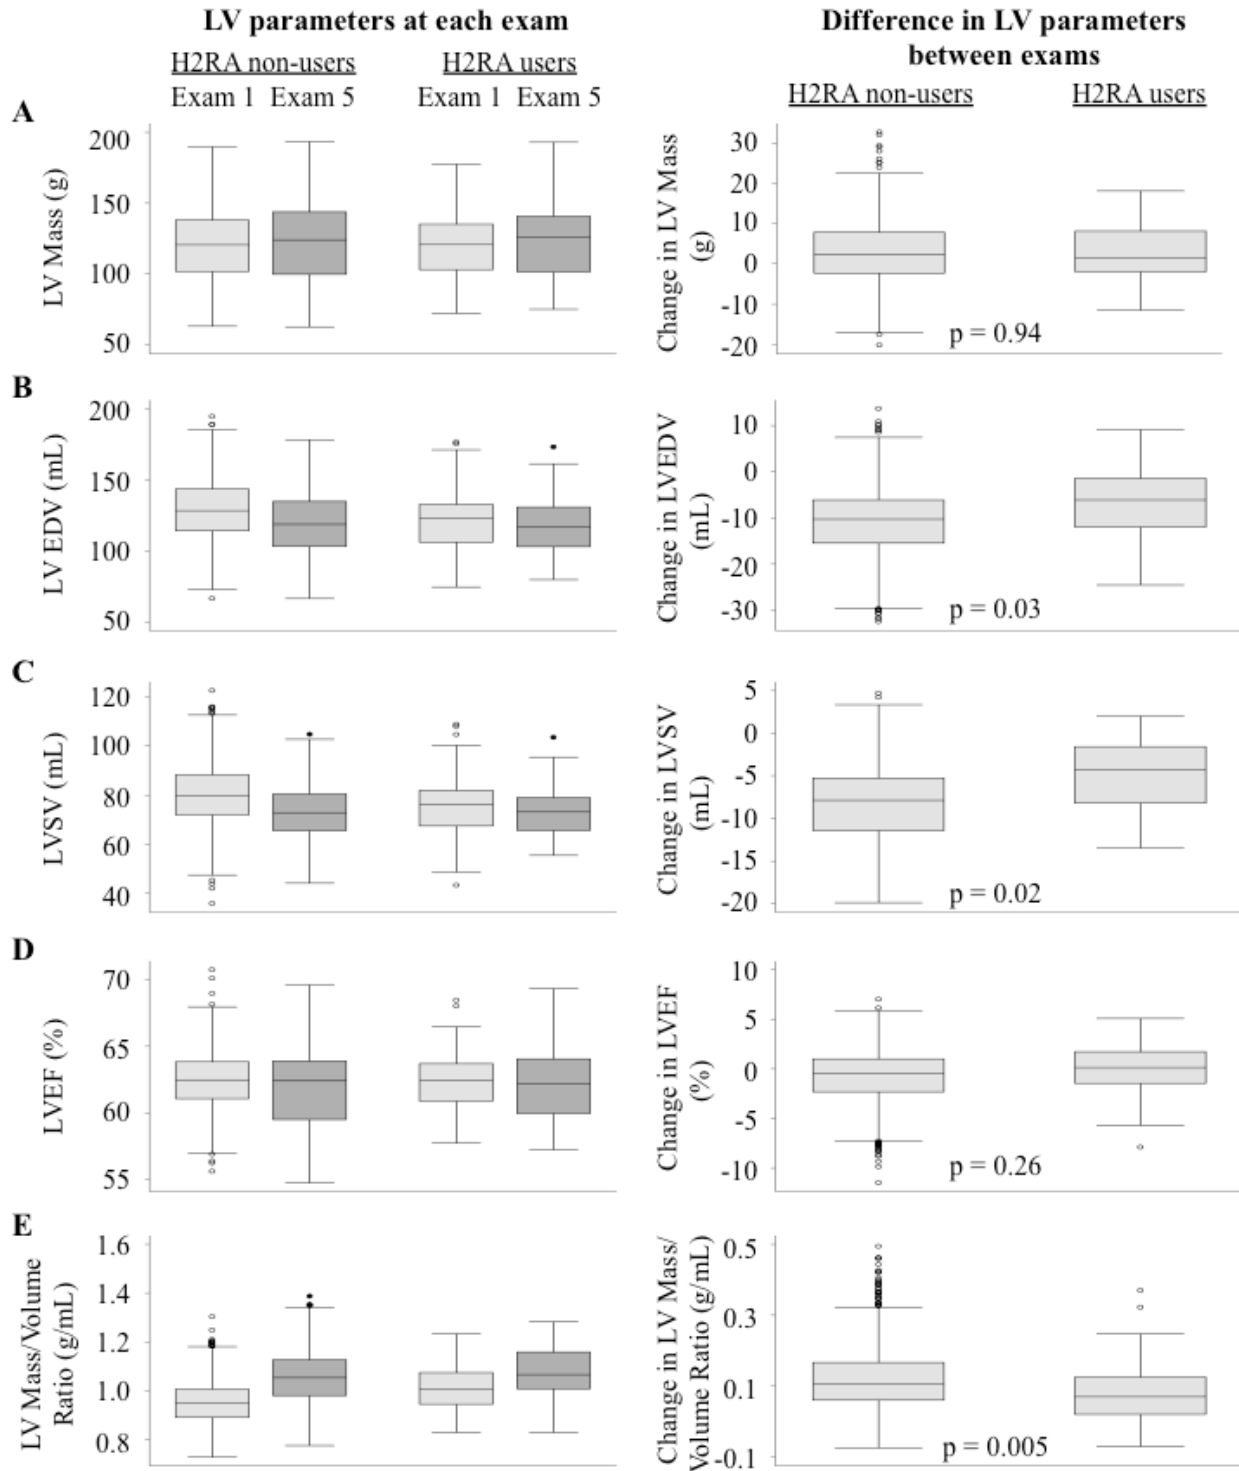 LV parameters at each exam
Difference in LV parameters
between exams
H2RA non-users H2RA users
Exam 1 Exam 5 Exam 1 Exam 5
H2RA non-users H2RA users
A
LV Mass (g)
200
150
100
50
Change in LV Mass
(g)
30
20
10
0
-10
-20
p = 0.94
B
LV EDV (mL)
200
150
100
50
Change in LVEDV
(mL)
10
0
-10
-20
-30
p = 0.03
C
LVSV (mL)
120
100
80
60
40
Change in LVSV
(mL)
5
0
-5
-10
-15
-20
p = 0.02
D
LVEF (%)
70
65
60
55
Change in LVEF
(%)
10
5
0
-5
-10
p = 0.26
E
LV Mass/Volume
Ratio (g/mL)
1.6
1.4
1.2
1.0
0.8
Change in LV Mass/
Volume Ratio (g/mL)
0.5
0.3
0.1
-0.1
p = 0.005